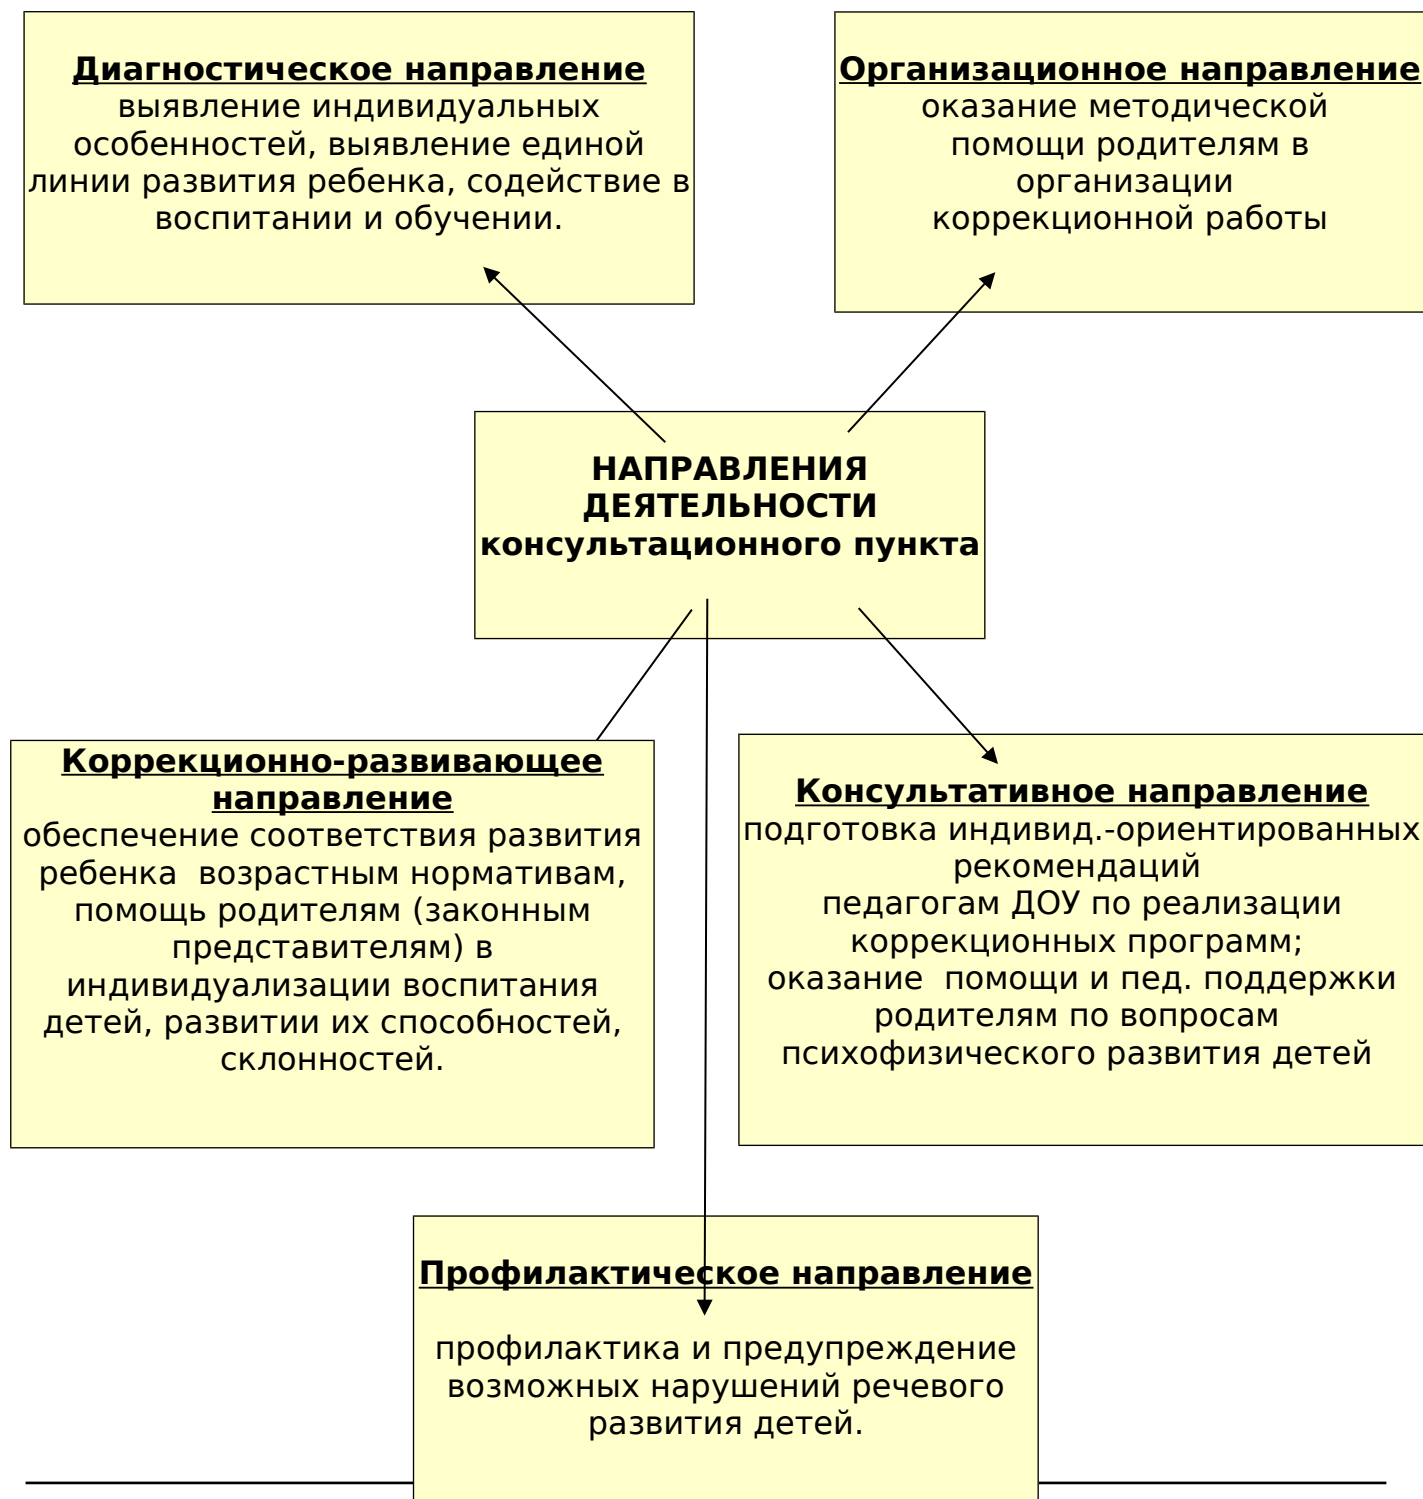 Диагностическое направление
выявление индивидуальных
особенностей, выявление единой
линии развития ребенка, содействие в
воспитании и обучении.
Организационное направление
оказание методической
помощи родителям в
организации
коррекционной работы
НАПРАВЛЕНИЯ
ДЕЯТЕЛЬНОСТИ
консультационного пункта
Коррекционно-развивающее
направление
обеспечение соответствия развития
ребенка  возрастным нормативам,
помощь родителям (законным
представителям) в
индивидуализации воспитания
детей, развитии их способностей,
склонностей.
Консультативное направление
подготовка индивид.-ориентированных
рекомендаций
педагогам ДОУ по реализации
коррекционных программ;
оказание  помощи и пед. поддержки
родителям по вопросам
психофизического развития детей
Профилактическое направление
профилактика и предупреждение
возможных нарушений речевого
развития детей.